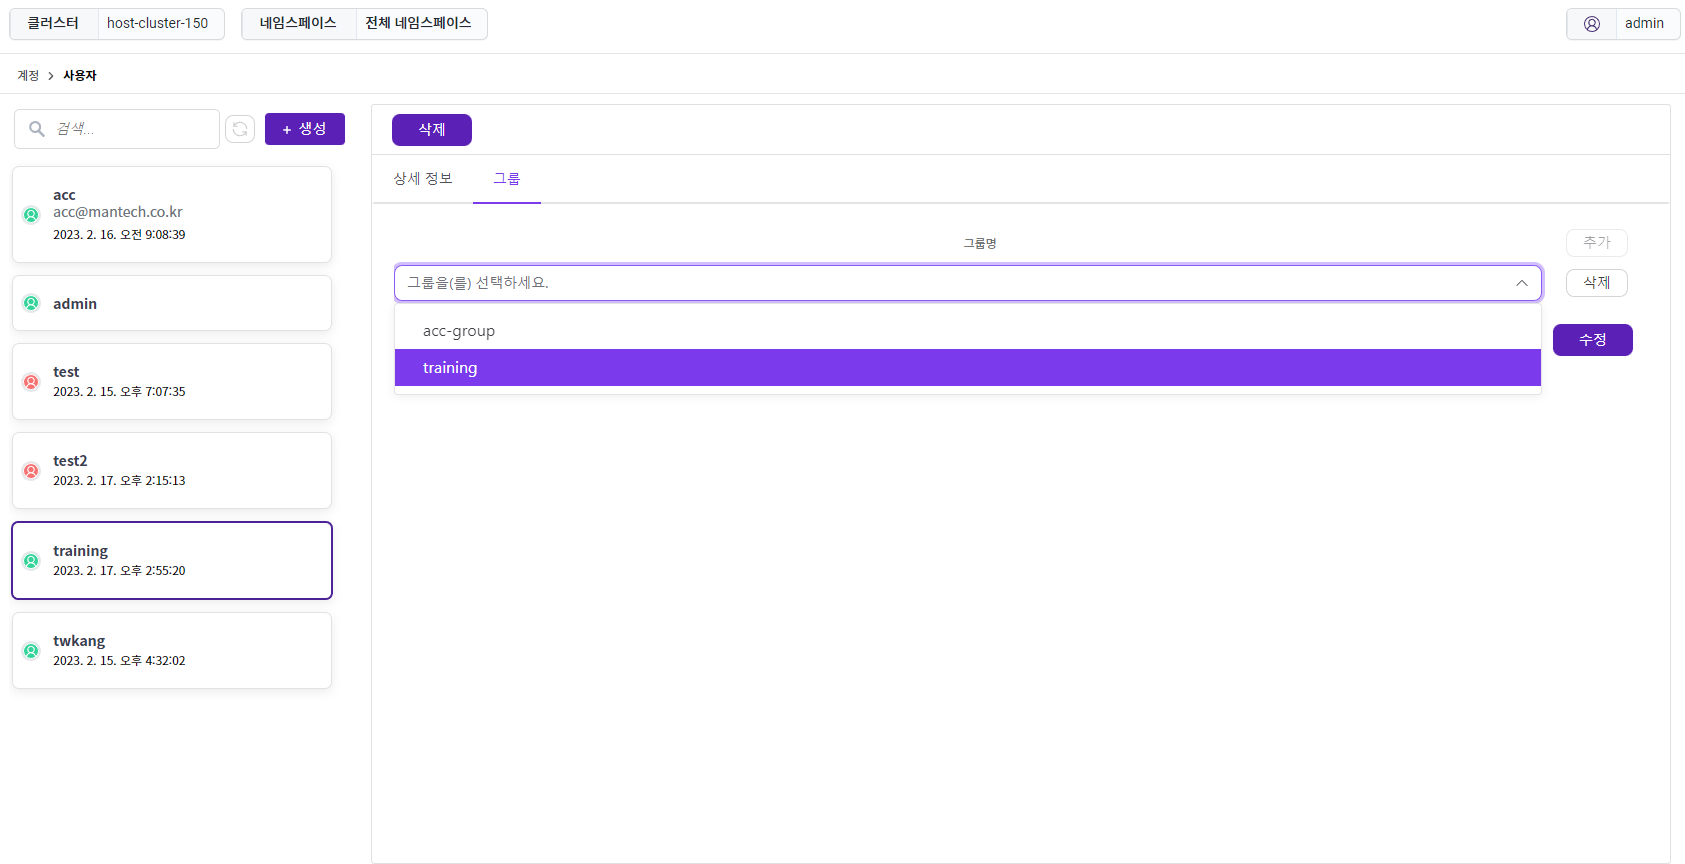 클러스터 host-cluster-150 네임스페이스 전체 네임스페이스 admin
계정 > 사용자
검색... + 생성
acc
acc@mantech.co.kr
2023. 2. 16. 오전 9:08:39
admin
test
2023. 2. 15. 오후 7:07:35
test2
2023. 2. 17. 오후 2:15:13
training
2023. 2. 17. 오후 2:55:20
twkang
2023. 2. 15. 오후 4:32:02
삭제
상세 정보 그룹
그룹명 추가
그룹을(를) 선택하세요. 삭제
acc-group
training
수정